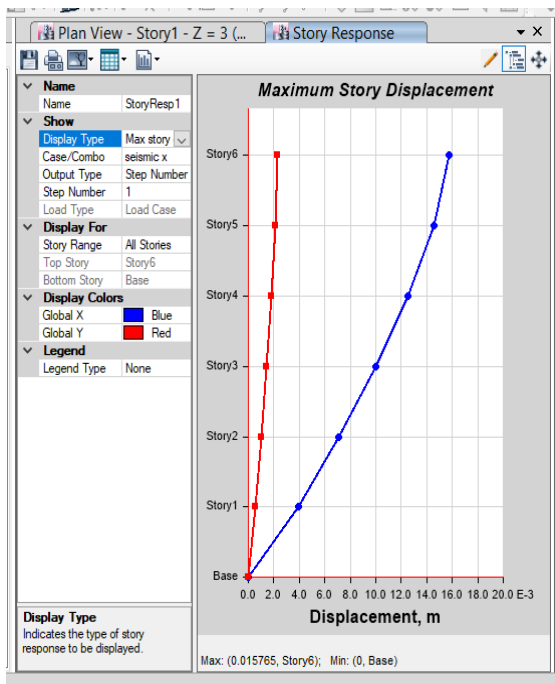 Plan View - Story1 - Z = 3 (...
Story Response
Name
Name StoryResp1
Show
Display Type Max story
Case/Combo seismic x
Output Type Step Number
Step Number 1
Load Type Load Case
Display For
Story Range All Stories
Top Story Story6
Bottom Story Base
Display Colors
Global X Blue
Global Y Red
Legend
Legend Type None
Display Type
Indicates the type of story
response to be displayed.
Maximum Story Displacement
Story6
Story5
Story4
Story3
Story2
Story1
Base
0.0 2.0 4.0 6.0 8.0 10.0 12.0 14.0 16.0 18.0 20.0 E-3
Displacement, m
Max: (0.015765, Story6); Min: (0, Base)